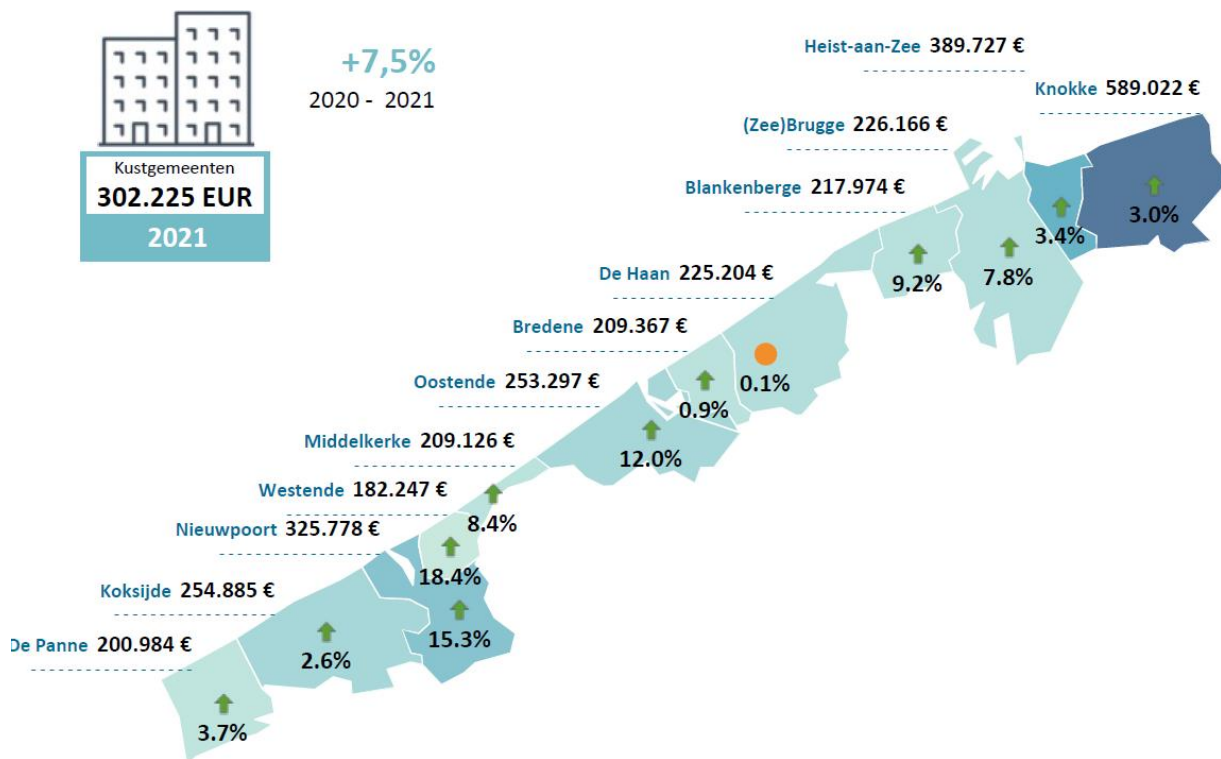 +7,5%
2020 - 2021
Kustgemeenten
302.225 EUR
2021
Heist-aan-Zee 389.727 €
Knokke 589.022 €
(Zee)Brugge 226.166 €
Blankenberge 217.974 €
De Haan 225.204 €
Bredene 209.367 €
Oostende 253.297 €
Middelkerke 209.126 €
Westende 182.247 €
Nieuwpoort 325.778 €
Koksijde 254.885 €
De Panne 200.984 €
3.0%
3.4%
7.8%
9.2%
0.1%
0.9%
12.0%
8.4%
18.4%
15.3%
2.6%
3.7%